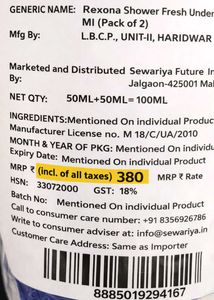 GENERIC NAME: Rexona Shower Fresh Under
Ml (Pack of 2)
Mfg By: L.B.C.P., UNIT-II, HARIDWAR
Marketed and Distributed Sewariya Future In
Jalgaon-425001 Mah
NET QTY: 50ML+50ML=100ML
INGREDIENTS:Mentioned On individual Product
Manufacturer License no. M 18/C/UA/2010
MONTH & YEAR OF PKG: Mentioned On individual
Expiry Date: Mentioned On individual Product
MRP ₹ (incl. of all taxes) 380 MRP ₹ Rate
HSN: 33072000 GST: 18%
Batch No: Mentioned On individual Product
Call to consumer care number: +91 8356926786
Write to consumer adviser at: info@sewariya.in
Customer Care Address: Same as Importer
8885019294167